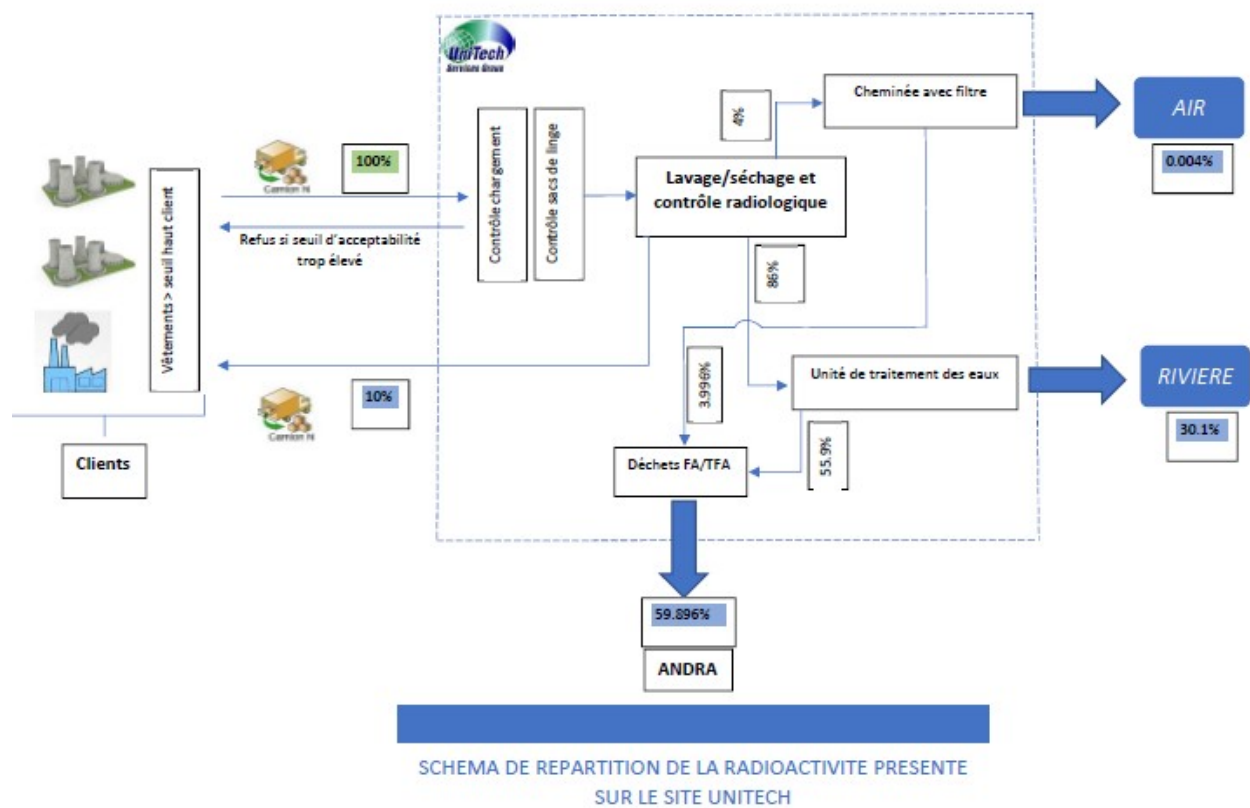 UniTech
Services Group
Cheminée avec filtre
AIR
0.004%
4%
100%
Camion N
Contrôle chargement
Contrôle sacs de linge
Lavage/séchage et
contrôle radiologique
Refus si seuil d'acceptabilité
trop élevé
Vêtements > seuil haut client
86%
3.996%
Unité de traitement des eaux
RIVIERE
30.1%
10%
Camion N
Clients
Déchets FA/TFA
55.9%
59.896%
ANDRA
SCHEMA DE REPARTITION DE LA RADIOACTIVITE PRESENTE
SUR LE SITE UNITECH